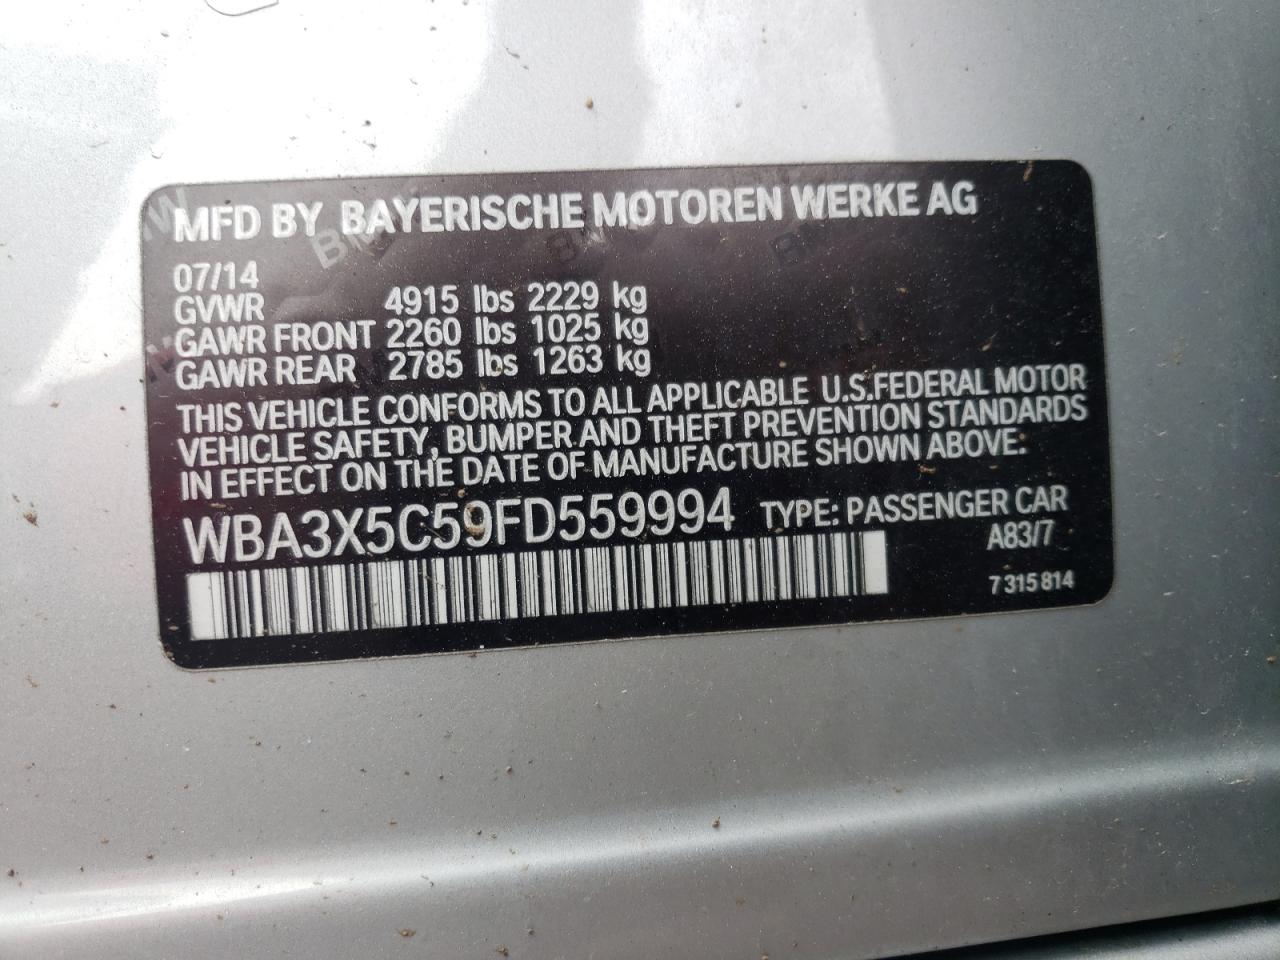 MFD BY BAYERISCHE MOTOREN WERKE AG
07/14
GVWR 4915 lbs 2229 kg
GAWR FRONT 2260 lbs 1025 kg
GAWR REAR 2785 lbs 1263 kg
THIS VEHICLE CONFORMS TO ALL APPLICABLE U.S.FEDERAL MOTOR
VEHICLE SAFETY, BUMPER AND THEFT PREVENTION STANDARDS
IN EFFECT ON THE DATE OF MANUFACTURE SHOWN ABOVE:
WBA3X5C59FD559994 TYPE: PASSENGER CAR
A83/7
7 315 814